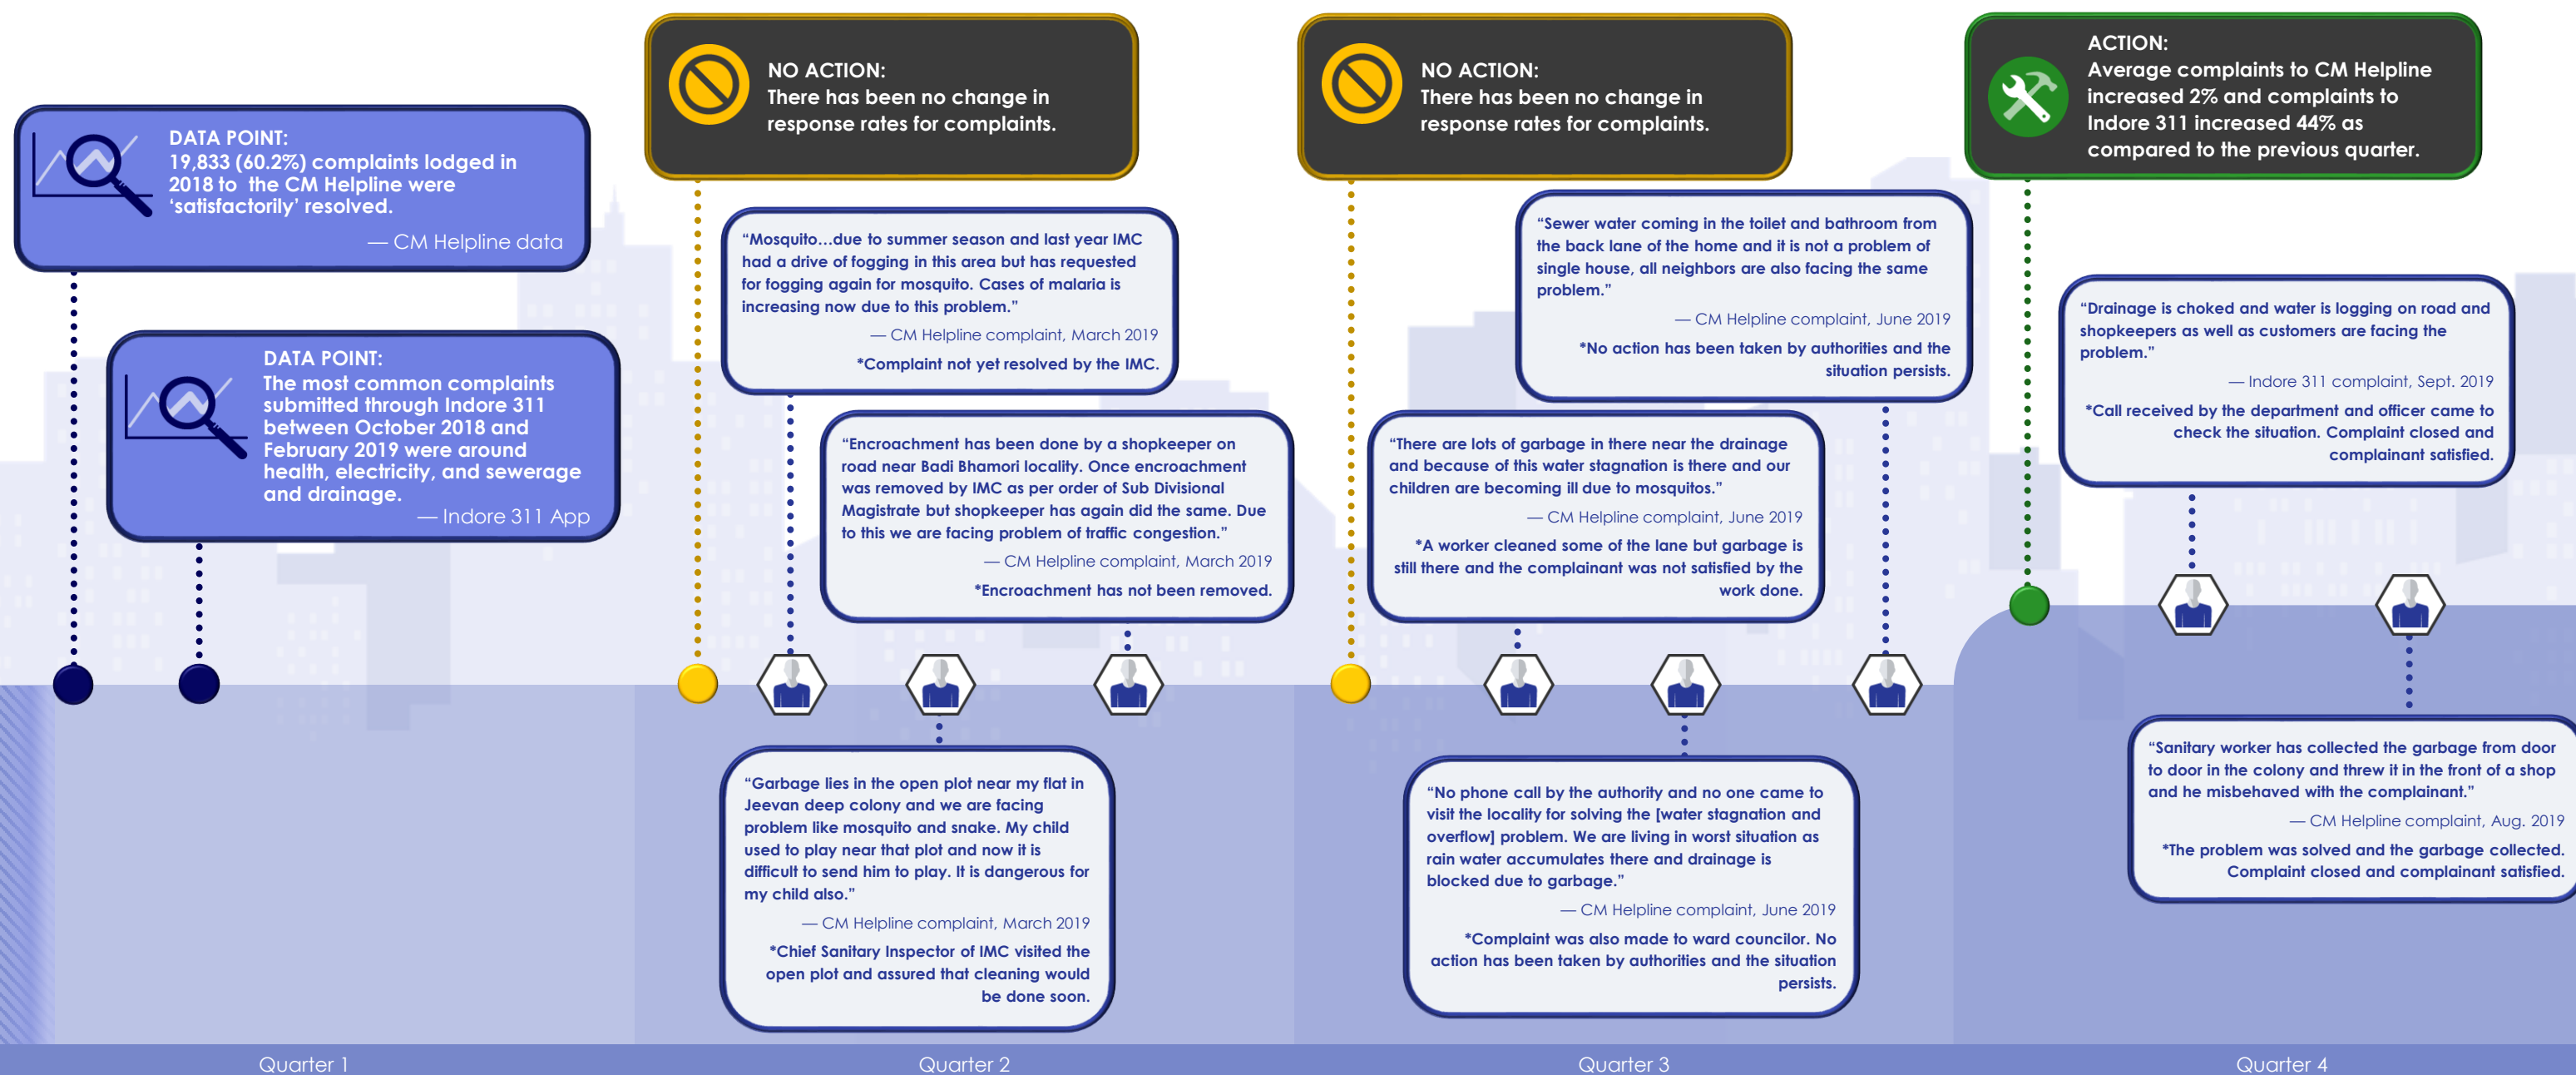 DATA POINT:
19,833 (60.2%) complaints lodged in
2018 to the CM Helpline were
‘satisfactorily’ resolved.
— CM Helpline data
DATA POINT:
The most common complaints
submitted through Indore 311
between October 2018 and
February 2019 were around
health, electricity, and sewerage
and drainage.
— Indore 311 App
NO ACTION:
There has been no change in
response rates for complaints.
“Mosquito...due to summer season and last year IMC
had a drive of fogging in this area but has requested
for fogging again for mosquito. Cases of malaria is
increasing now due to this problem.”
— CM Helpline complaint, March 2019
*Complaint not yet resolved by the IMC.
“Encroachment has been done by a shopkeeper on
road near Badi Bhamori locality. Once encroachment
was removed by IMC as per order of Sub Divisional
Magistrate but shopkeeper has again did the same. Due
to this we are facing problem of traffic congestion.”
— CM Helpline complaint, March 2019
*Encroachment has not been removed.
“Garbage lies in the open plot near my flat in
Jeevan deep colony and we are facing
problem like mosquito and snake. My child
used to play near that plot and now it is
difficult to send him to play. It is dangerous for
my child also.”
— CM Helpline complaint, March 2019
*Chief Sanitary Inspector of IMC visited the
open plot and assured that cleaning would
be done soon.
NO ACTION:
There has been no change in
response rates for complaints.
“Sewer water coming in the toilet and bathroom from
the back lane of the home and it is not a problem of
single house, all neighbors are also facing the same
problem.”
— CM Helpline complaint, June 2019
*No action has been taken by authorities and the
situation persists.
“There are lots of garbage in there near the drainage
and because of this water stagnation is there and our
children are becoming ill due to mosquitos.”
— CM Helpline complaint, June 2019
*A worker cleaned some of the lane but garbage is
still there and the complainant was not satisfied by the
work done.
“No phone call by the authority and no one came to
visit the locality for solving the [water stagnation and
overflow] problem. We are living in worst situation as
rain water accumulates there and drainage is
blocked due to garbage.”
— CM Helpline complaint, June 2019
*Complaint was also made to ward councilor. No
action has been taken by authorities and the situation
persists.
ACTION:
Average complaints to CM Helpline
increased 2% and complaints to
Indore 311 increased 44% as
compared to the previous quarter.
“Drainage is choked and water is logging on road and
shopkeepers as well as customers are facing the
problem.”
— Indore 311 complaint, Sept. 2019
*Call received by the department and officer came to
check the situation. Complaint closed and
complainant satisfied.
“Sanitary worker has collected the garbage from door
to door in the colony and threw it in the front of a shop
and he misbehaved with the complainant.”
— CM Helpline complaint, Aug. 2019
*The problem was solved and the garbage collected.
Complaint closed and complainant satisfied.
Quarter 1
Quarter 2
Quarter 3
Quarter 4